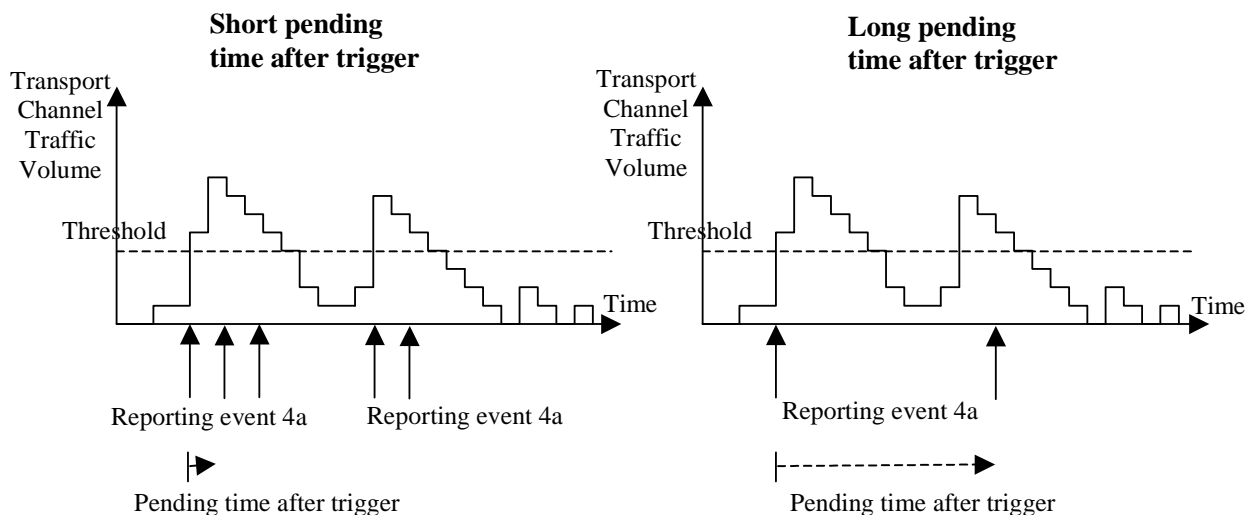 Short pending
time after trigger
Transport
Channel
Traffic
Volume
Threshold
Time
Reporting event 4a
Reporting event 4a
Pending time after trigger
Long pending
time after trigger
Transport
Channel
Traffic
Volume
Threshold
Time
Reporting event 4a
Pending time after trigger